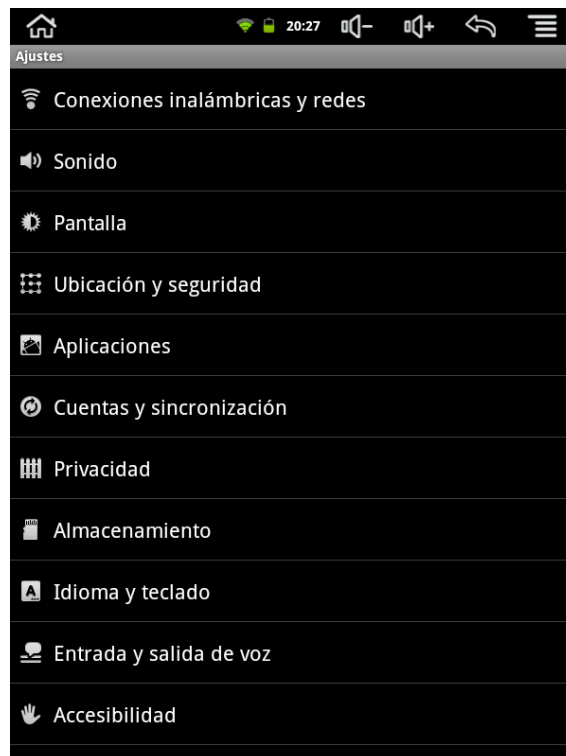 20:27
Ajustes
Conexiones inalámbricas y redes
Sonido
Pantalla
Ubicación y seguridad
Aplicaciones
Cuentas y sincronización
Privacidad
Almacenamiento
Idioma y teclado
Entrada y salida de voz
Accesibilidad